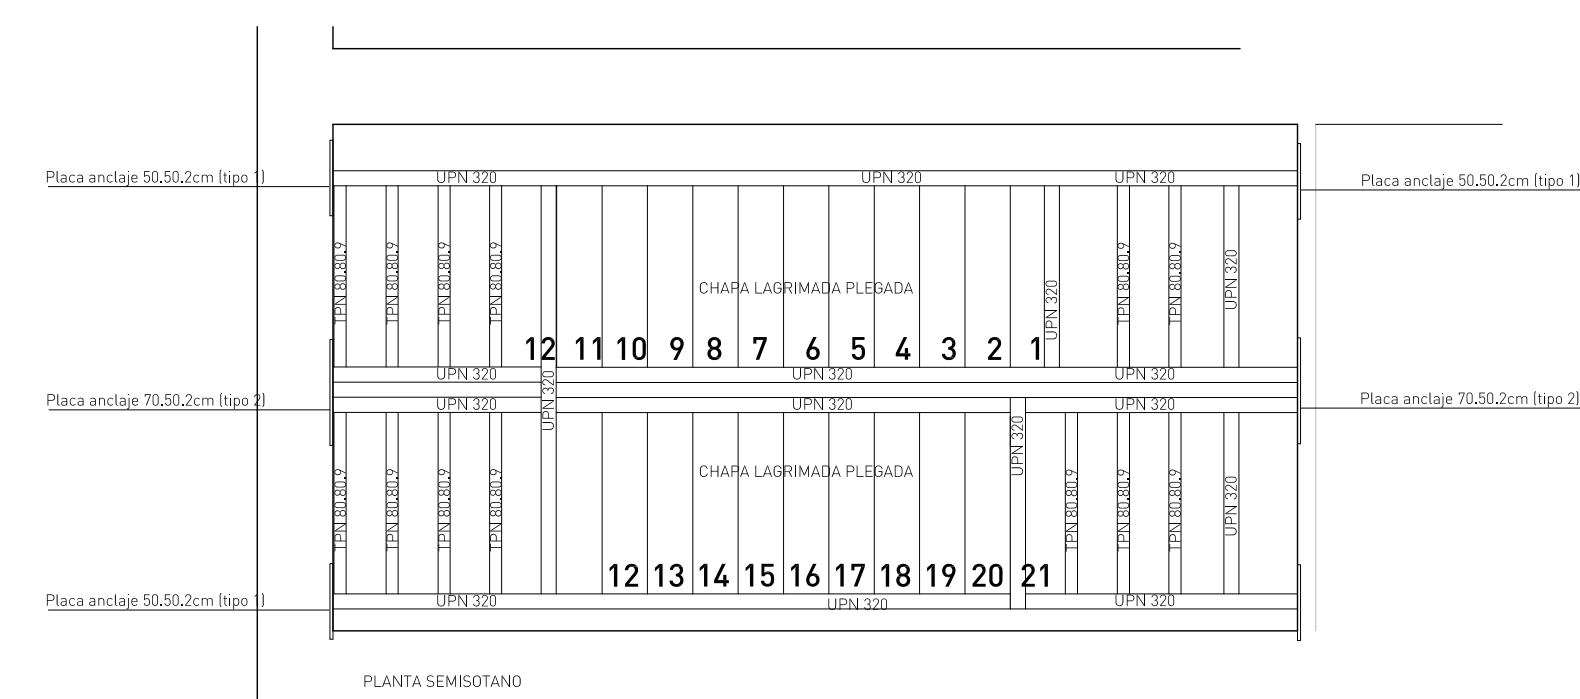 Placa anclaje 50.50.2cm (tipo 1)
UPN 320
UPN 320
UPN 320
Placa anclaje 50.50.2cm (tipo 1)
TPN 80.80.9
TPN 80.80.9
TPN 80.80.9
TPN 80.80.9
CHAPA LAGRIMADA PLEGADA
UPN 320
TPN 80.80.9
TPN 80.80.9
UPN 320
12 11 10 9 8 7 6 5 4 3 2 1
UPN 320
UPN 320
UPN 320
UPN 320
Placa anclaje 70.50.2cm (tipo 2)
UPN 320
UPN 320
UPN 320
Placa anclaje 70.50.2cm (tipo 2)
TPN 80.80.9
TPN 80.80.9
TPN 80.80.9
TPN 80.80.9
CHAPA LAGRIMADA PLEGADA
UPN 320
TPN 80.80.9
TPN 80.80.9
TPN 80.80.9
UPN 320
12 13 14 15 16 17 18 19 20 21
Placa anclaje 50.50.2cm (tipo 1)
UPN 320
UPN 320
UPN 320
PLANTA SEMISOTANO